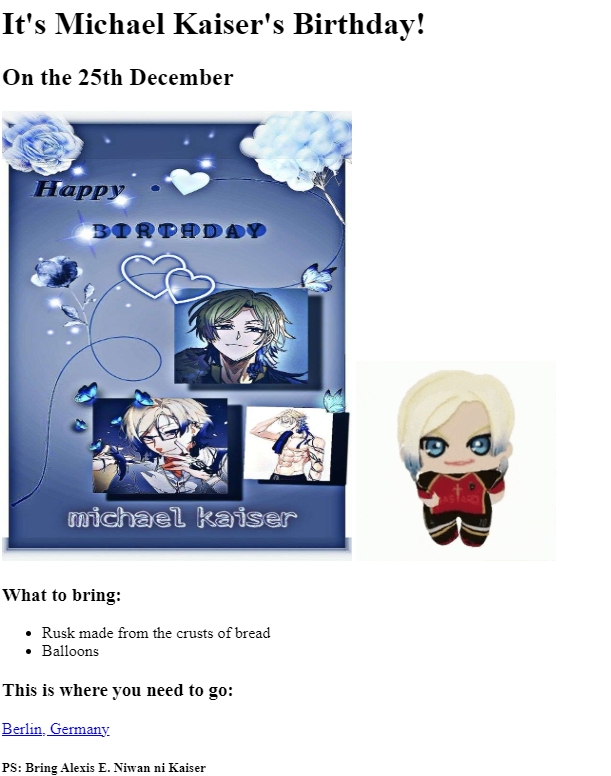 It's Michael Kaiser's Birthday!
On the 25th December
Happy
BIRTHDAY
michael kaiser
What to bring:
Rusk made from the crusts of bread
Balloons
This is where you need to go:
Berlin, Germany
PS: Bring Alexis E. Niwan ni Kaiser